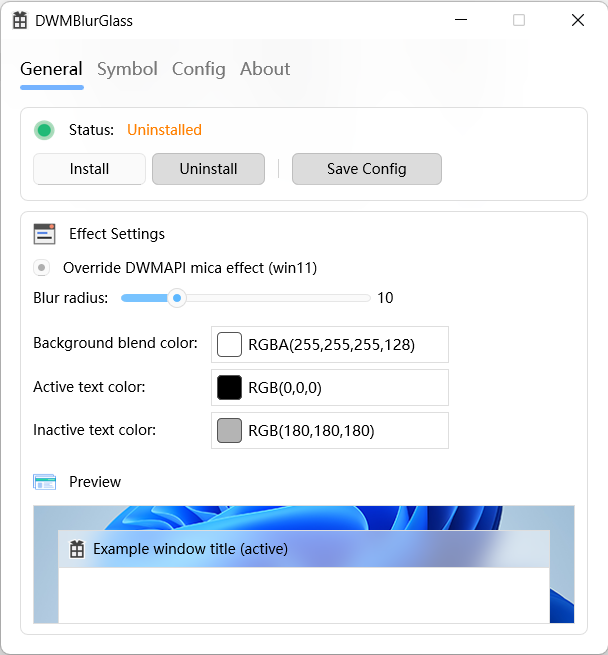 DWMBlurGlass
General Symbol Config About
Status: Uninstalled
Install Uninstall Save Config
Effect Settings
Override DWMAPI mica effect (win11)
Blur radius: 10
Background blend color: RGBA(255,255,255,128)
Active text color: RGB(0,0,0)
Inactive text color: RGB(180,180,180)
Preview
Example window title (active)